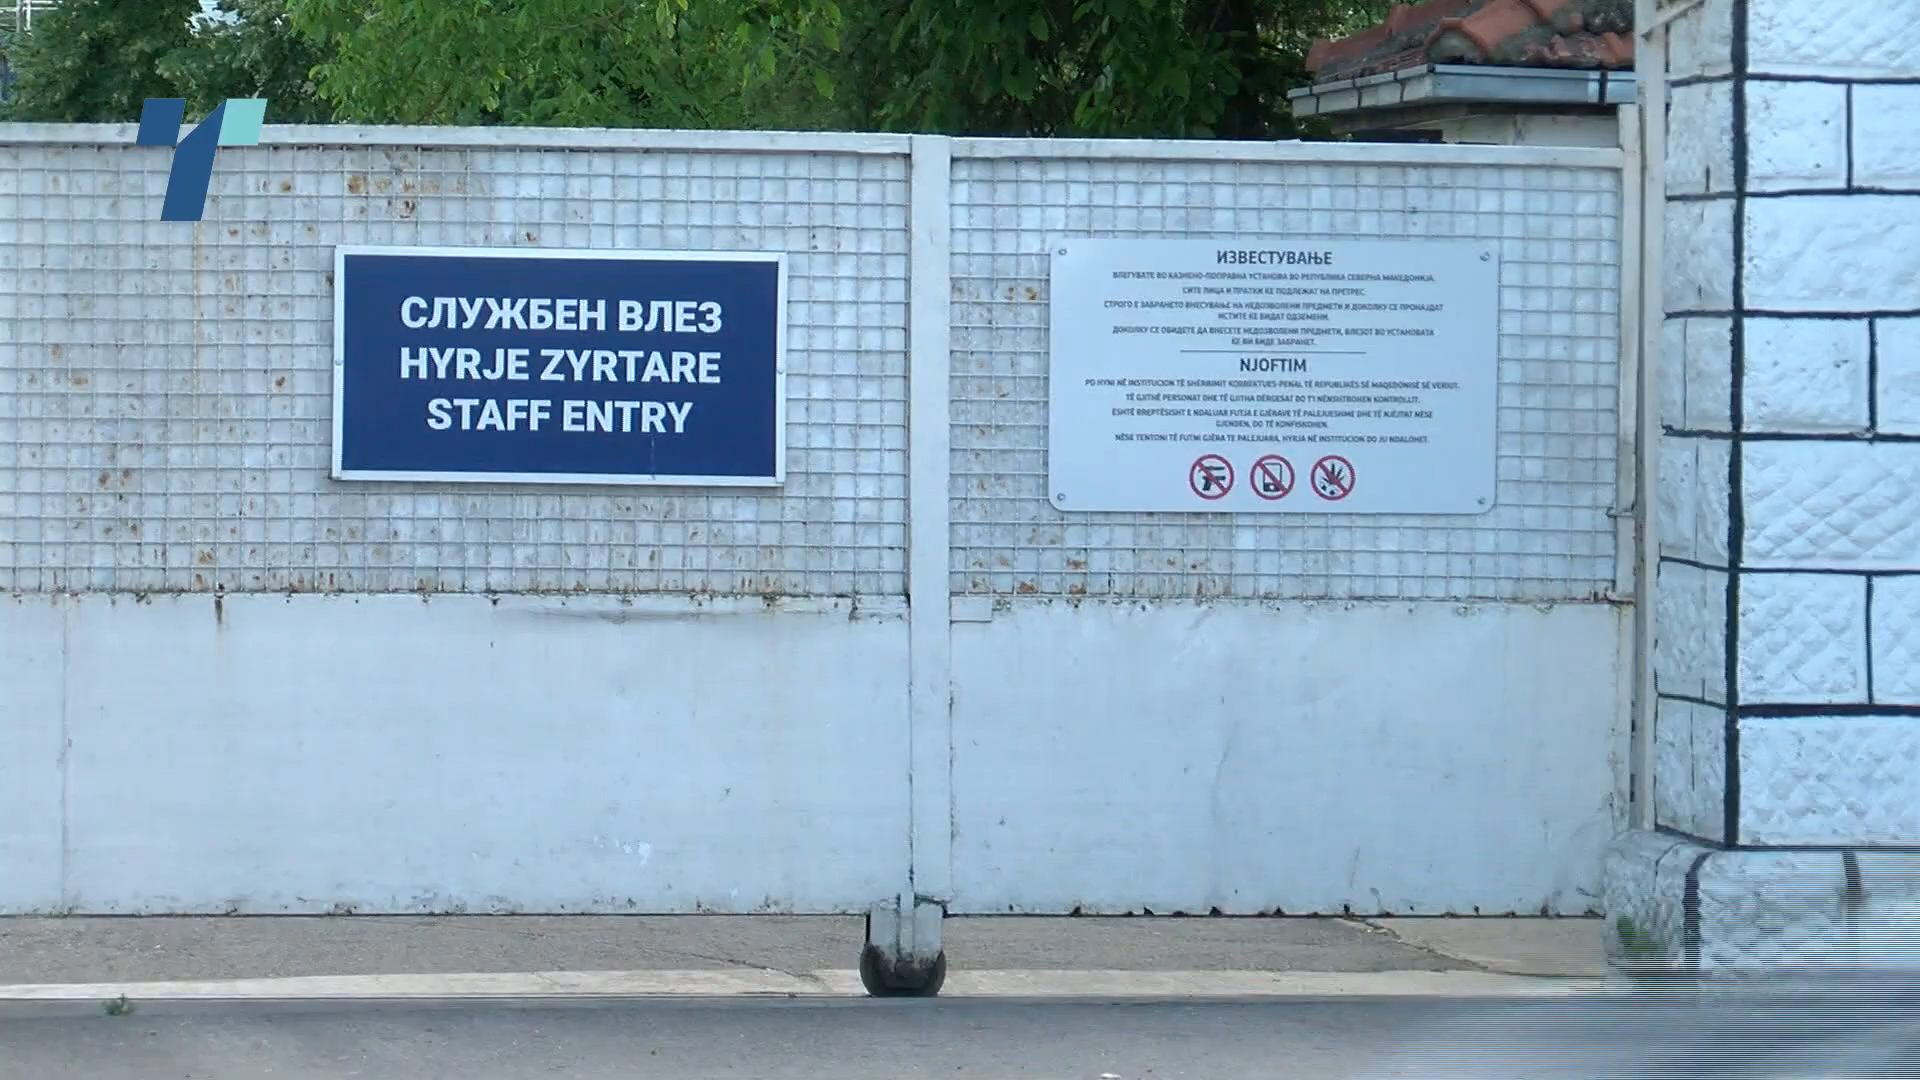 СЛУЖБЕН ВЛЕЗ
HYRJE ZYRTARE
STAFF ENTRY
ИЗВЕСТУВАЊЕ
ВЛЕГУВАТЕ ВО КАЗНЕНО-ПОПРАВНА УСТАНОВА ВО РЕПУБЛИКА СЕВЕРНА МАКЕДОНИЈА.
СИТЕ ЛИЦА И ПРАТКИ ЌЕ ПОДЛЕЖАТ НА ПРЕТРЕС.
СТРОГО Е ЗАБРАНЕТО ВНЕСУВАЊЕ НА НЕДОЗВОЛЕНИ ПРЕДМЕТИ И ДОКОЛКУ СЕ ПРОНАЈДАТ
ИСТИТЕ ЌЕ БИДАТ ОДЗЕМЕНИ.
ДОКОЛКУ СЕ ОБИДЕТЕ ДА ВНЕСЕТЕ НЕДОЗВОЛЕНИ ПРЕДМЕТИ, ВЛЕЗОТ ВО УСТАНОВАТА
ЌЕ ВИ БИДЕ ЗАБРАНЕТ.
NJOFTIM
PO HYNI NË INSTITUCION TË SHËRBIMIT KORREKTUES-PENAL TË REPUBLIKËS SË MAQEDONISË SË VERIUT.
TË GJITHË PERSONAT DHE TË GJITHA DËRGESAT DO T'I NËNSHTROHEN KONTROLLIT.
ËSHTË RREPTËSISHT E NDALUAR FUTJA E GJËRAVE TË PALEJUESHME DHE TË NJËJTAT NËSE
GJENDEN, DO TË KONFISKOHEN.
NËSE TENTONI TË FUTNI GJËRA TË PALEJUARA, HYRJA NË INSTITUCION DO JU NDALOHET.